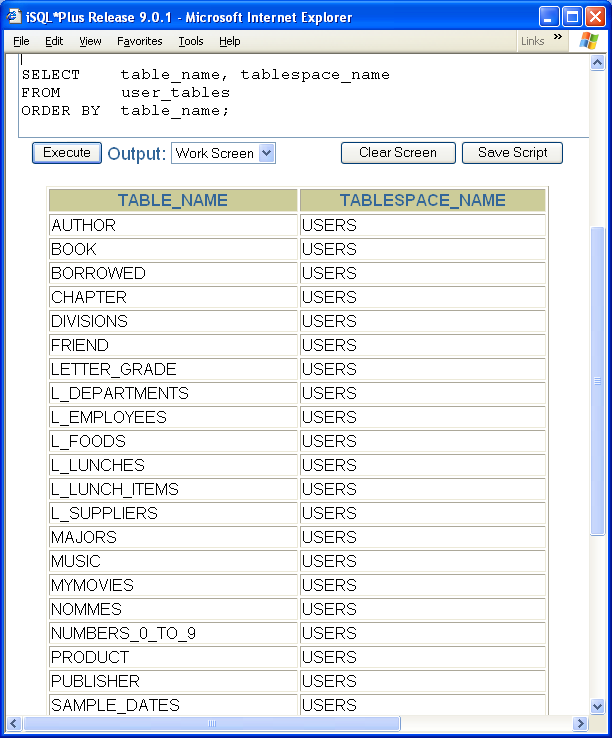 iSQL*Plus Release 9.0.1 - Microsoft Internet Explorer
File Edit View Favorites Tools Help Links »
SELECT table_name, tablespace_name
FROM user_tables
ORDER BY table_name;
Execute Output: Work Screen Clear Screen Save Script
TABLE_NAME TABLESPACE_NAME
AUTHOR USERS
BOOK USERS
BORROWED USERS
CHAPTER USERS
DIVISIONS USERS
FRIEND USERS
LETTER_GRADE USERS
L_DEPARTMENTS USERS
L_EMPLOYEES USERS
L_FOODS USERS
L_LUNCHES USERS
L_LUNCH_ITEMS USERS
L_SUPPLIERS USERS
MAJORS USERS
MUSIC USERS
MYMOVIES USERS
NOMMES USERS
NUMBERS_0_TO_9 USERS
PRODUCT USERS
PUBLISHER USERS
SAMPLE_DATES USERS